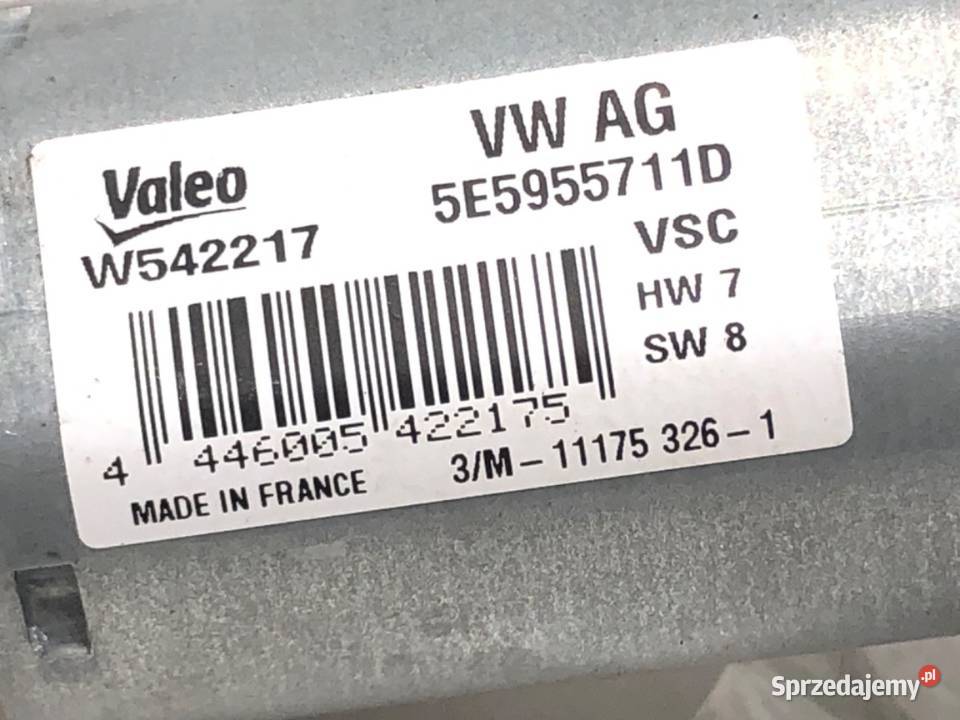 Valeo
W542217
VW AG
5E5955711D
VSC
HW 7
SW 8
4 446005 422175
MADE IN FRANCE
3/M-11175 326-1
Sprzedajemy.pl